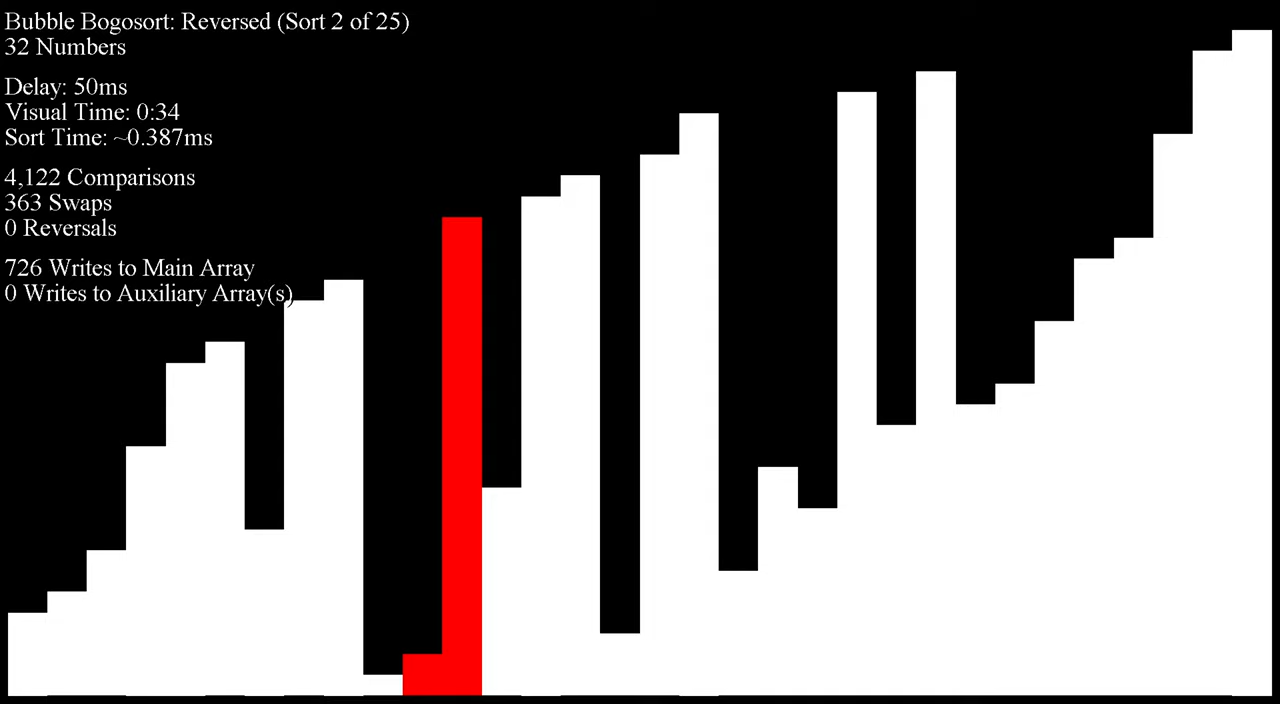 Bubble Bogosort: Reversed (Sort 2 of 25)
32 Numbers
Delay: 50ms
Visual Time: 0:34
Sort Time: ~0.387ms
4,122 Comparisons
363 Swaps
0 Reversals
726 Writes to Main Array
0 Writes to Auxiliary Array(s)